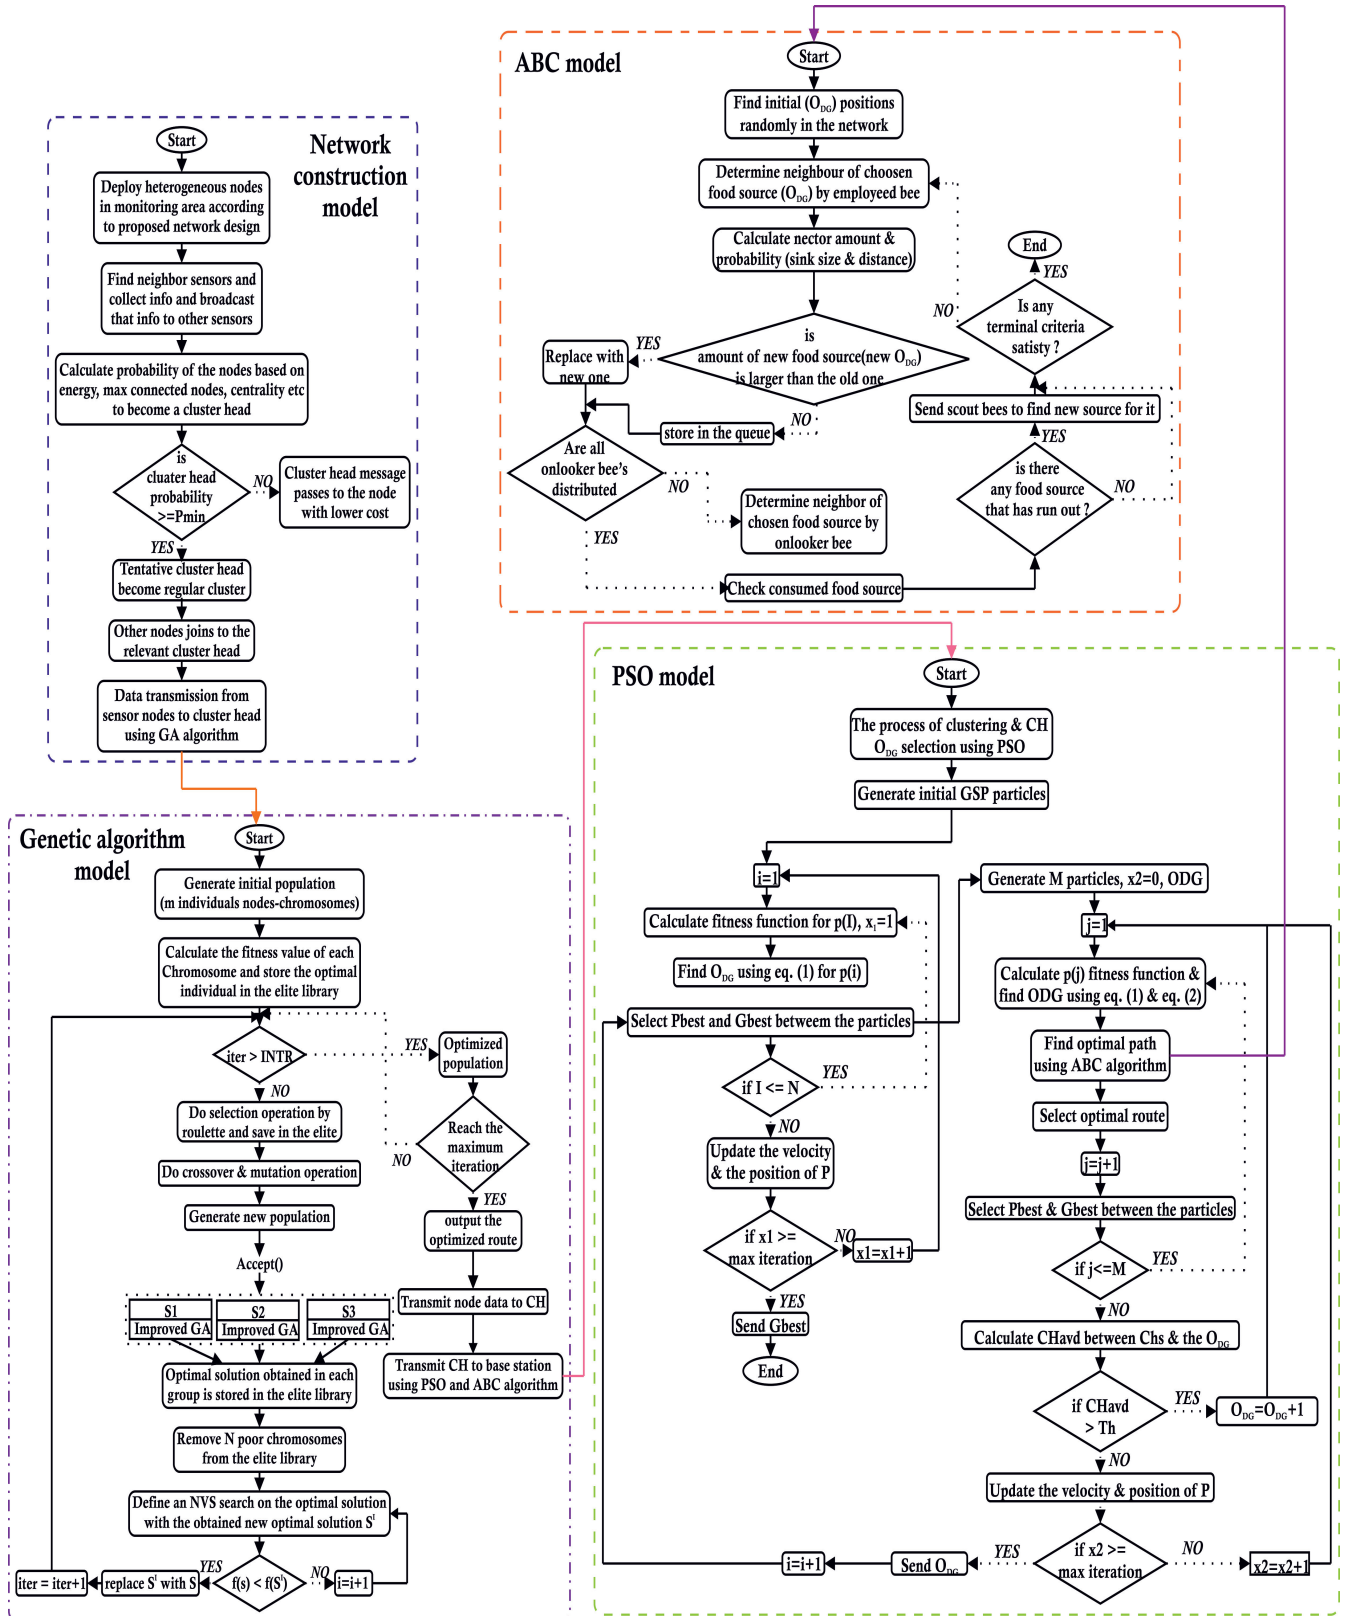 ABC model
Start
Find initial (ODG) positions
randomly in the network
Determine neighbour of choosen
food source (ODG) by employeed bee
Calculate nector amount &
probability (sink size & distance)
is
amount of new food source(new ODG)
is larger than the old one
YES
Replace with
new one
NO
store in the queue
Are all
onlooker bee's
distributed
NO
Determine neighbor of
chosen food source by
onlooker bee
YES
Check consumed food source
is there
any food source
that has run out ?
NO
YES
Send scout bees to find new source for it
Is any
terminal criteria
satisty ?
NO
YES
End
Network
construction
model
Start
Deploy heterogeneous nodes
in monitoring area according
to proposed network design
Find neighbor sensors and
collect info and broadcast
that info to other sensors
Calculate probability of the nodes based on
energy, max connected nodes, centrality etc
to become a cluster head
is
cluater head
probability
>=Pmin
NO
Cluster head message
passes to the node
with lower cost
YES
Tentative cluster head
become regular cluster
Other nodes joins to the
relevant cluster head
Data transmission from
sensor nodes to cluster head
using GA algorithm
Genetic algorithm
model
Start
Generate initial population
(m individuals nodes-chromosomes)
Calculate the fitness value of each
Chromosome and store the optimal
individual in the elite library
iter > INTR
YES
Optimized
population
Reach the
maximum
iteration
NO
YES
output the
optimized route
Transmit node data to CH
Transmit CH to base station
using PSO and ABC algorithm
NO
Do selection operation by
roulette and save in the elite
Do crossover & mutation operation
Generate new population
Accept()
S1
Improved GA
S2
Improved GA
S3
Improved GA
Optimal solution obtained in each
group is stored in the elite library
Remove N poor chromosomes
from the elite library
Define an NVS search on the optimal solution
with the obtained new optimal solution S^I
f(s) < f(S^I)
YES
replace S^I with S
iter = iter+1
NO
i=i+1
PSO model
Start
The process of clustering & CH
ODG selection using PSO
Generate initial GSP particles
i=1
Calculate fitness function for p(I), x1=1
Find ODG using eq. (1) for p(i)
Select Pbest and Gbest betweem the particles
if I <= N
YES
NO
Update the velocity
& the position of P
if x1 >=
max iteration
NO
x1=x1+1
YES
Send Gbest
End
Generate M particles, x2=0, ODG
j=1
Calculate p(j) fitness function &
find ODG using eq. (1) & eq. (2)
Find optimal path
using ABC algorithm
Select optimal route
j=j+1
Select Pbest & Gbest between the particles
if j<=M
YES
NO
Calculate CHavd between Chs & the ODG
if CHavd
> Th
YES
ODG=ODG+1
NO
Update the velocity & position of P
if x2 >=
max iteration
NO
x2=x2+1
YES
Send ODG
i=i+1